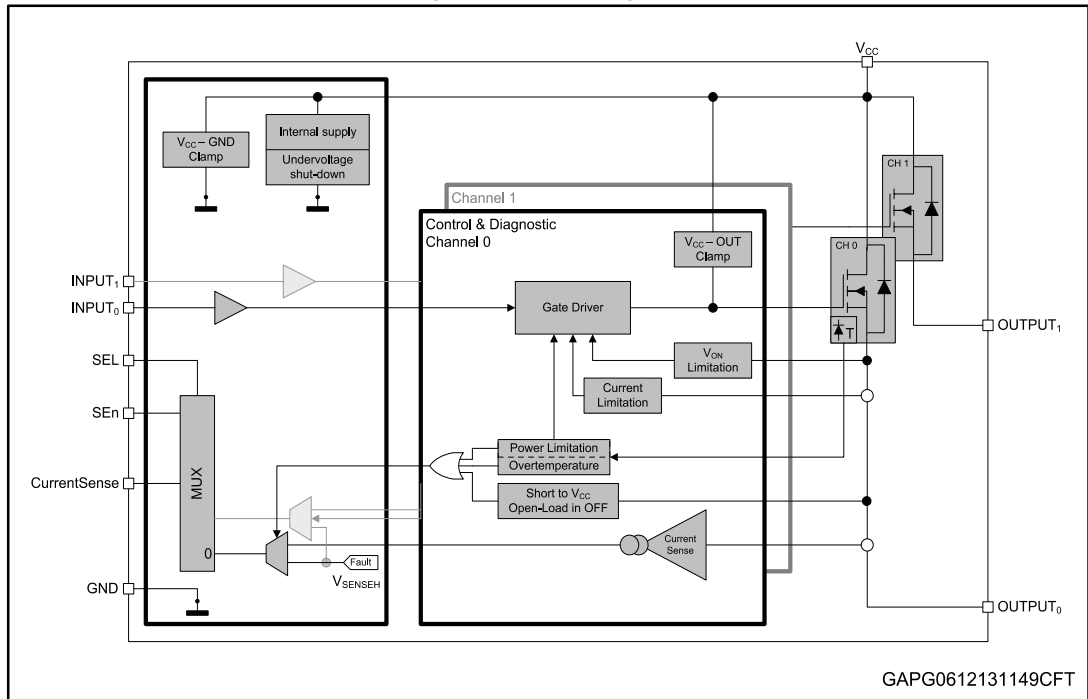 VCC
VCC – GND
Clamp
Internal supply
Undervoltage
shut-down
CH 1
Channel 1
Control & Diagnostic
Channel 0
VCC – OUT
Clamp
CH 0
INPUT1
INPUT0
Gate Driver
T
OUTPUT1
SEL
VON
Limitation
Current
Limitation
SEn
Power Limitation
Overtemperature
CurrentSense
MUX
Short to VCC
Open-Load in OFF
Current
Sense
0
Fault
VSENSEH
GND
OUTPUT0
GAPG0612131149CFT